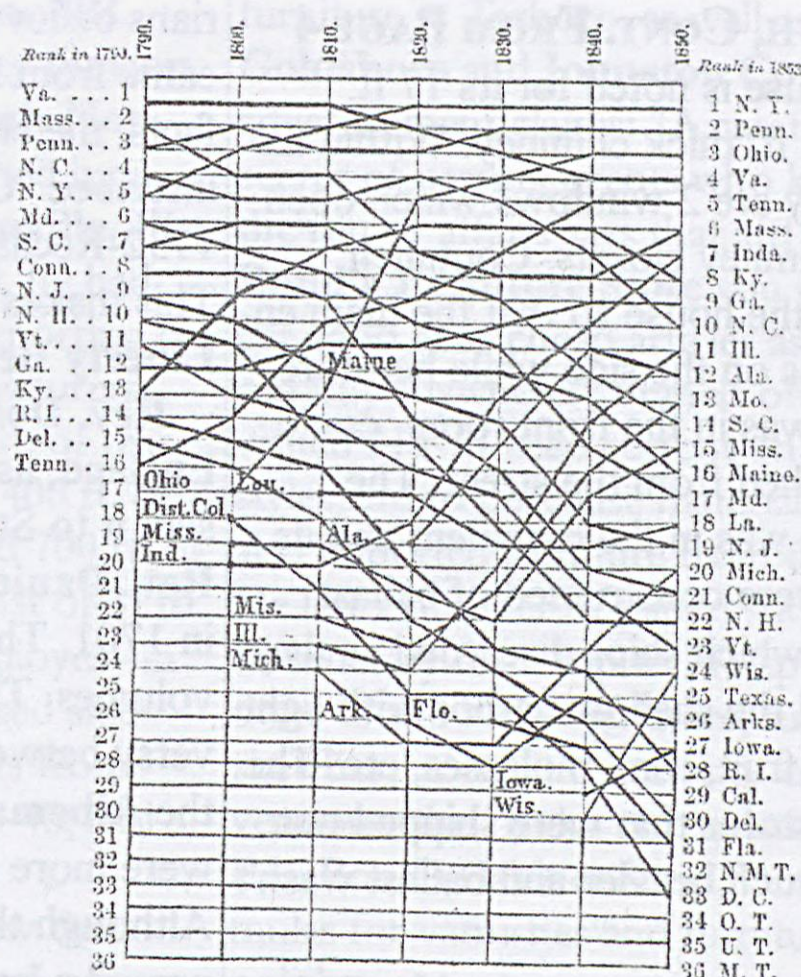 1790. 1800. 1810. 1820. 1830. 1840. 1850.
Rank in 1790. Rank in 1853
Va. . . . 1 1 N. Y.
Mass. . . 2 2 Penn.
Penn. . . 3 3 Ohio.
N. C. . . 4 4 Va.
N. Y. . . 5 5 Tenn.
Md. . . . 6 6 Mass.
S. C. . . 7 7 Inda.
Conn. . . 8 8 Ky.
N. J. . . 9 9 Ga.
N. H. . 10 10 N. C.
Vt. . . 11 11 Ill.
Ga. . . 12 12 Ala.
Maine
Ky. . . 13 13 Mo.
R. I. . . 14 14 S. C.
Del. . . 15 15 Miss.
Tenn. . 16 16 Maine.
Ohio Lou. 17 17 Md.
Dist. Col. 18 18 La.
Miss. Ala. 19 19 N. J.
Ind. 20 20 Mich.
21 21 Conn.
Mis. 22 22 N. H.
Ill. 23 23 Va.
Mich. 24 24 Wis.
25 25 Texas.
Ark. Flo. 26 26 Arks.
27 27 Iowa.
28 28 R. I.
Iowa. 29 29 Cal.
Wis. 30 30 Del.
31 31 Fla.
32 32 N.M.T.
33 33 D. C.
34 34 O. T.
35 35 U. T.
36 36 M. T.